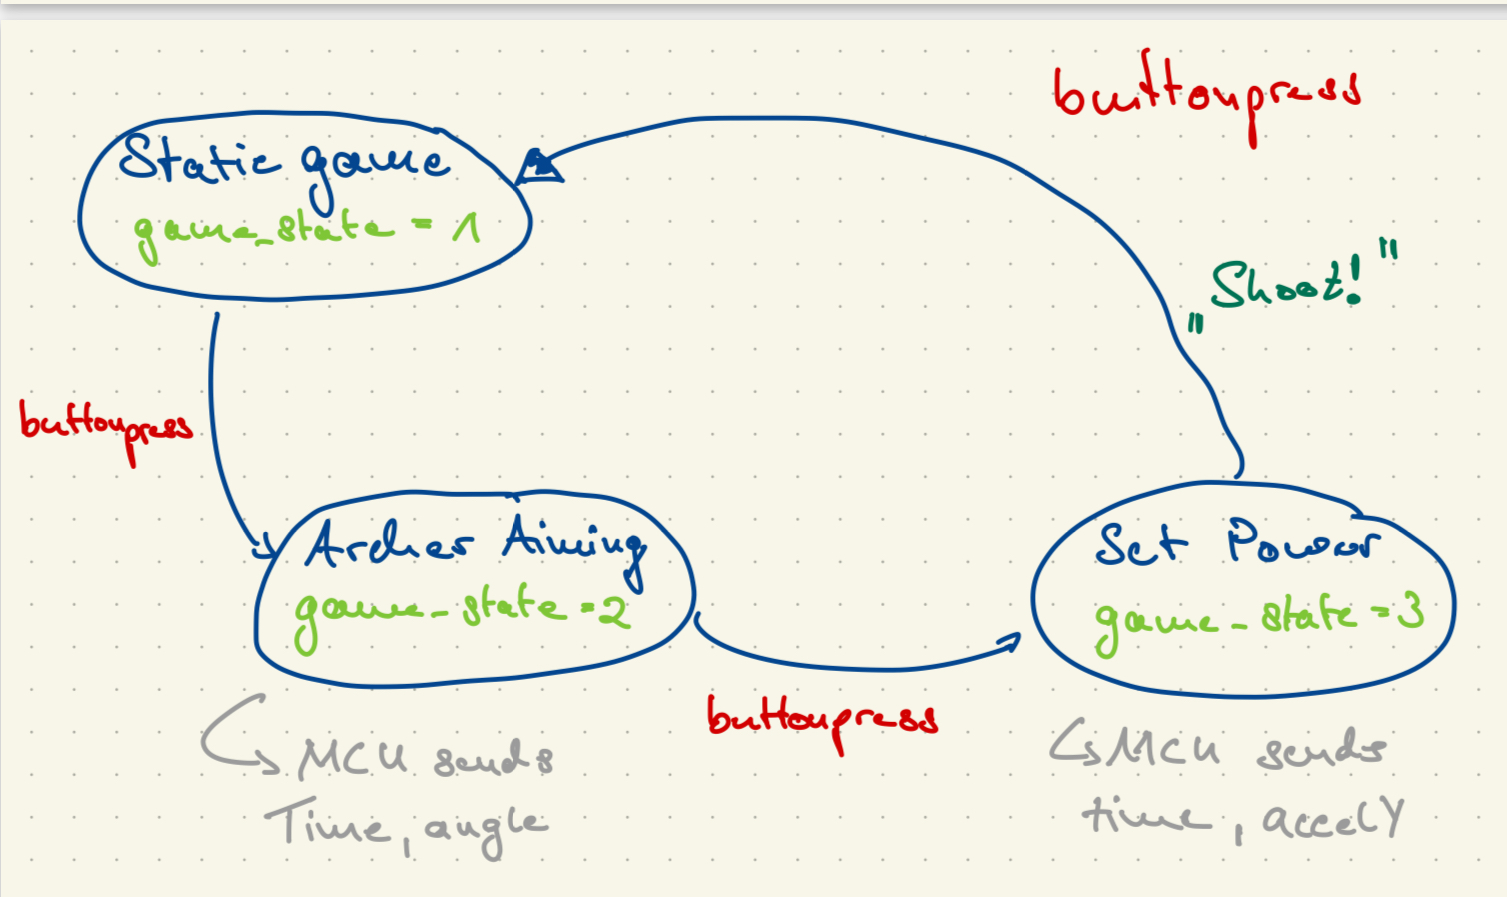 buttonpress
Static game
game_state = 1
„Shoot!"
buttonpress
Archer Aiming
game_state = 2
Set Power
game_state = 3
buttonpress
MCU sends
Time, angle
MCU sends
time, accelY